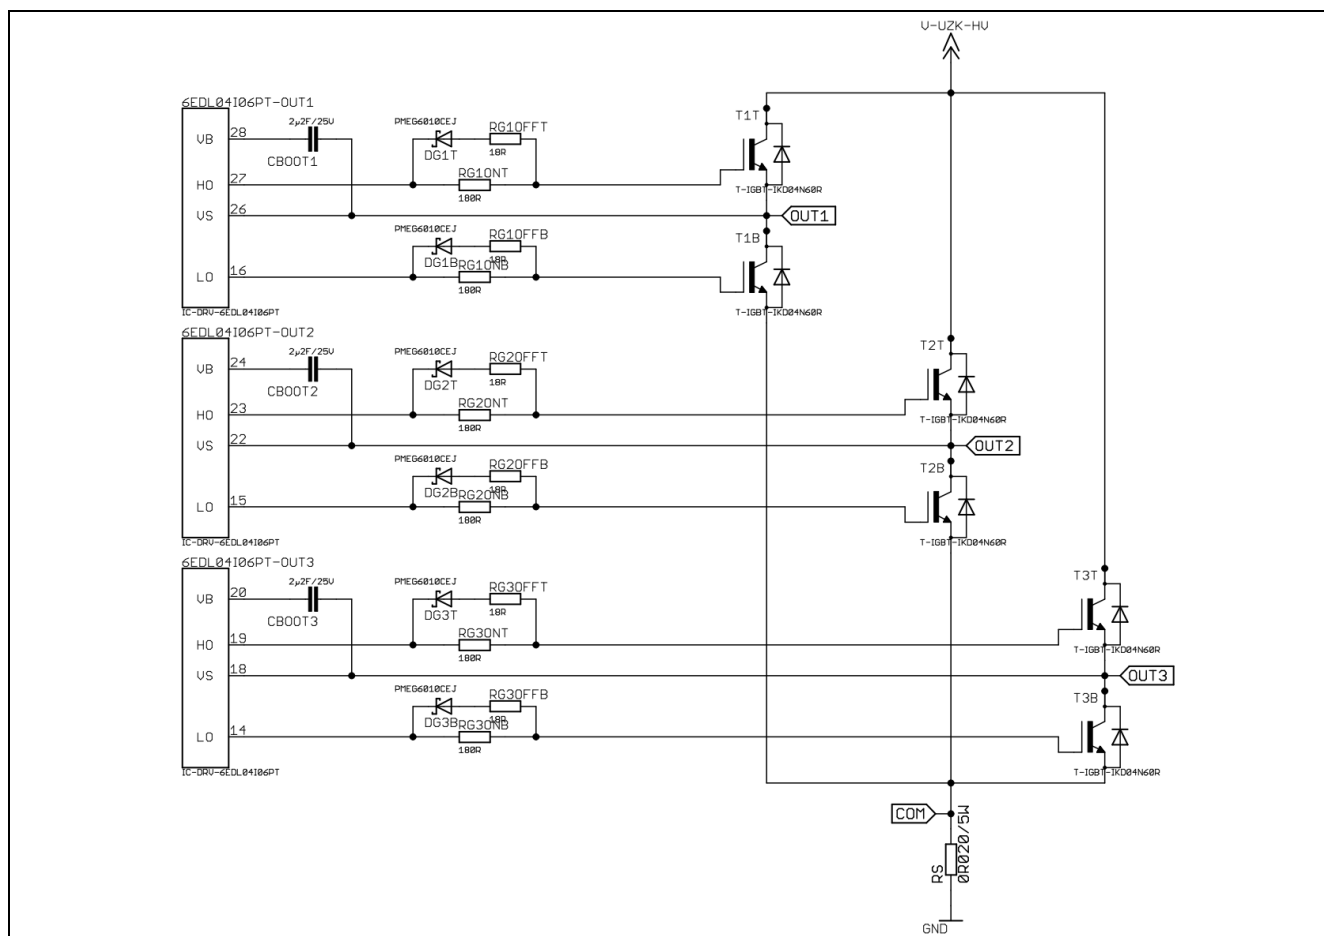 V-UZK-HV
6EDL04I06PT-OUT1
VB
28
2µ2F/25V
CBOOT1
PMEG6010CEJ
DG1T
RG1OFFT
18R
HO
27
RG1ONT
180R
T1T
T-IGBT-IKD04N60R
VS
26
OUT1
PMEG6010CEJ
DG1B
RG1OFFB
18R
LO
16
RG1ONB
180R
T1B
T-IGBT-IKD04N60R
IC-DRV-6EDL04I06PT
6EDL04I06PT-OUT2
VB
24
2µ2F/25V
CBOOT2
PMEG6010CEJ
DG2T
RG2OFFT
18R
HO
23
RG2ONT
180R
T2T
T-IGBT-IKD04N60R
VS
22
OUT2
PMEG6010CEJ
DG2B
RG2OFFB
18R
LO
15
RG2ONB
180R
T2B
T-IGBT-IKD04N60R
IC-DRV-6EDL04I06PT
6EDL04I06PT-OUT3
VB
20
2µ2F/25V
CBOOT3
PMEG6010CEJ
DG3T
RG3OFFT
18R
HO
19
RG3ONT
180R
T3T
T-IGBT-IKD04N60R
VS
18
OUT3
PMEG6010CEJ
DG3B
RG3OFFB
18R
LO
14
RG3ONB
180R
T3B
T-IGBT-IKD04N60R
IC-DRV-6EDL04I06PT
COM
RS
0R020/5W
GND